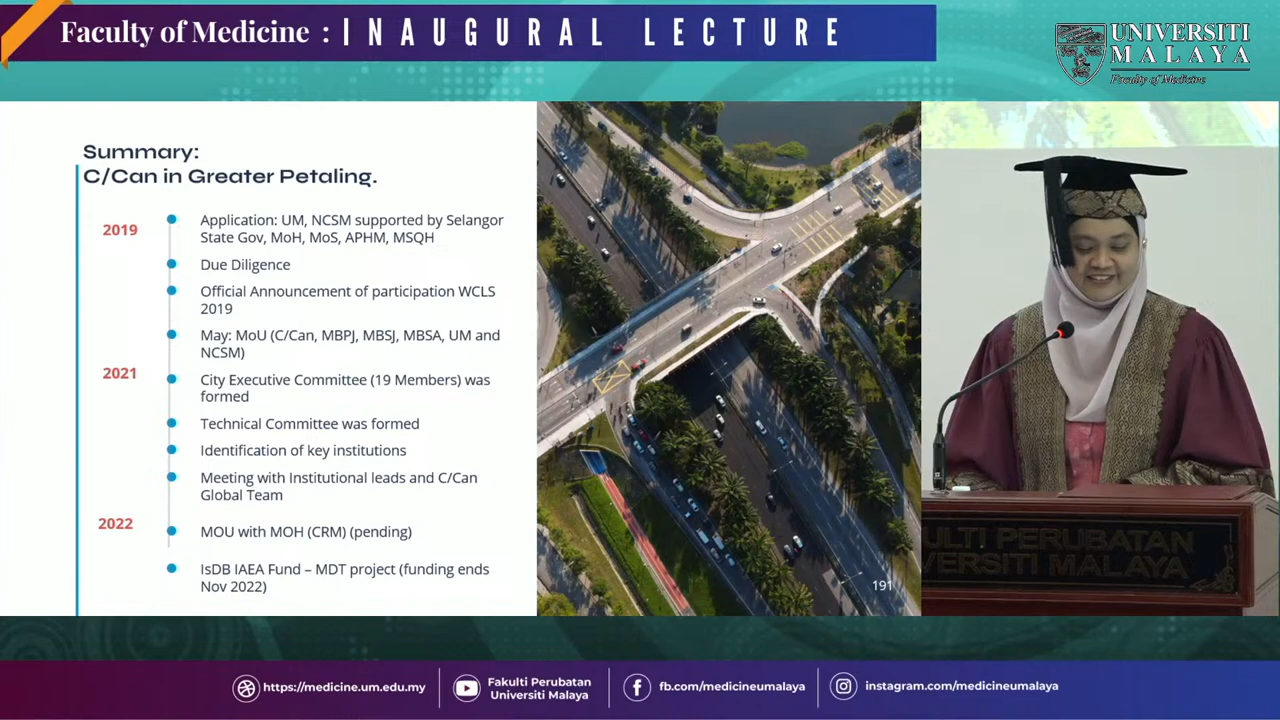 Faculty of Medicine : INAUGURAL LECTURE
UNIVERSITI
MALAYA
Faculty of Medicine
Summary:
C/Can in Greater Petaling.
2019
Application: UM, NCSM supported by Selangor
State Gov, MoH, MoS, APHM, MSQH
Due Diligence
Official Announcement of participation WCLS
2019
May: MoU (C/Can, MBPJ, MBSJ, MBSA, UM and
NCSM)
2021
City Executive Committee (19 Members) was
formed
Technical Committee was formed
Identification of key institutions
Meeting with Institutional leads and C/Can
Global Team
2022
MOU with MOH (CRM) (pending)
IsDB IAEA Fund – MDT project (funding ends
Nov 2022)
191
ULTI PERUBATAN
VERSITI MALAYA
https://medicine.um.edu.my
Fakulti Perubatan
Universiti Malaya
fb.com/medicineumalaya
instagram.com/medicineumalaya